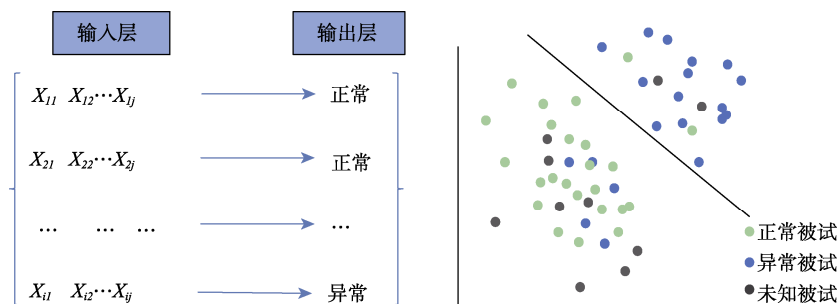 输入层 输出层
X11 X12…X1j 正常
X21 X22…X2j 正常
… … … …
Xi1 Xi2…Xij 异常
正常被试
异常被试
未知被试